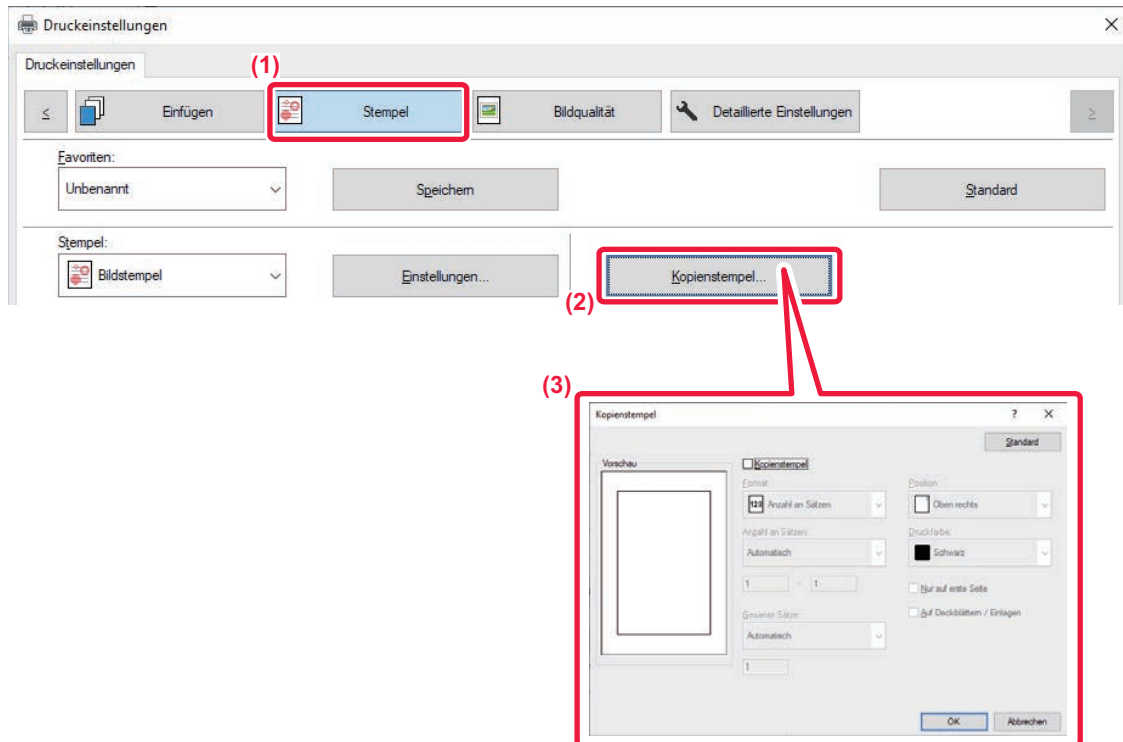 Druckeinstellungen
Druckeinstellungen
(1)
< Einfügen Stempel Bildqualität Detaillierte Einstellungen >
Favoriten:
Unbenannt Speichern Standard
Stempel:
Bildstempel Einstellungen... Kopienstempel...
(2)
(3)
Kopienstempel ? X
Standard
Vorschau Kopienstempel
Format: Position:
123 Anzahl an Sätzen Oben rechts
Angahl an Sätzen: Druckfarbe:
Automatisch Schwarz
1 - 1 Nur auf erste Seite
Gesamte Sätze: Auf Deckblättern / Einlagen
Automatisch
1
OK Abbrechen